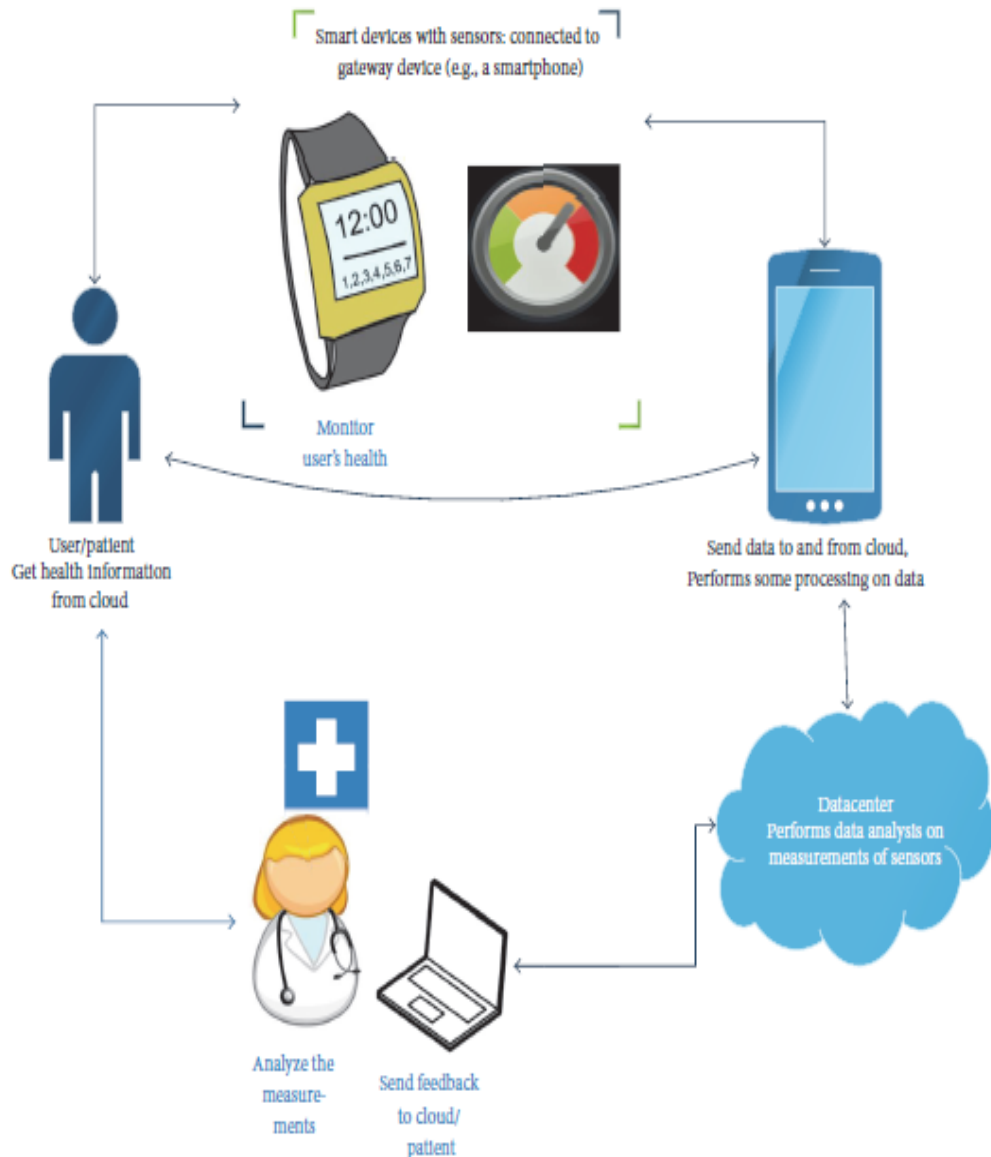 Smart devices with sensors: connected to
gateway device (e.g., a smartphone)
12:00
1,2,3,4,5,6,7
Monitor
user's health
User/patient
Get health information
from cloud
Send data to and from cloud,
Performs some processing on data
Datacenter
Performs data analysis on
measurements of sensors
Analyze the
measure-
ments
Send feedback
to cloud/
patient